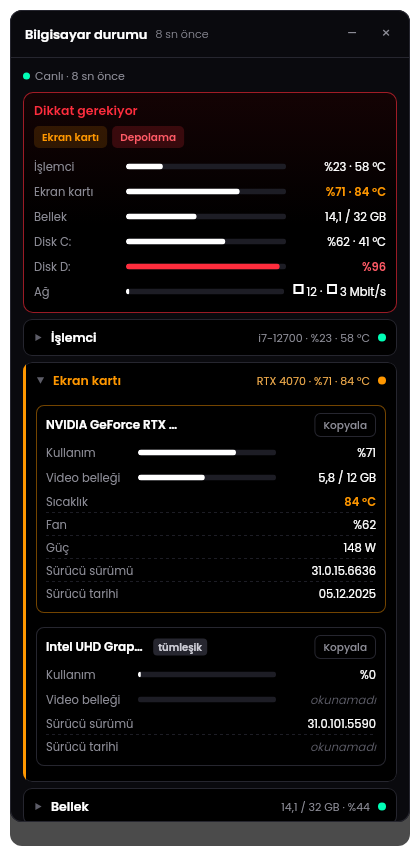 Bilgisayar durumu 8 sn önce
Canlı · 8 sn önce
Dikkat gerekiyor
Ekran kartı Depolama
İşlemci %23 · 58 °C
Ekran kartı %71 · 84 °C
Bellek 14,1 / 32 GB
Disk C: %62 · 41 °C
Disk D: %96
Ağ 12 · 3 Mbit/s
İşlemci i7-12700 · %23 · 58 °C
Ekran kartı RTX 4070 · %71 · 84 °C
NVIDIA GeForce RTX ... Kopyala
Kullanım %71
Video belleği 5,8 / 12 GB
Sıcaklık 84 °C
Fan %62
Güç 148 W
Sürücü sürümü 31.0.15.6636
Sürücü tarihi 05.12.2025
Intel UHD Grap... tümleşik Kopyala
Kullanım %0
Video belleği okunamadı
Sürücü sürümü 31.0.101.5590
Sürücü tarihi okunamadı
Bellek 14,1 / 32 GB · %44